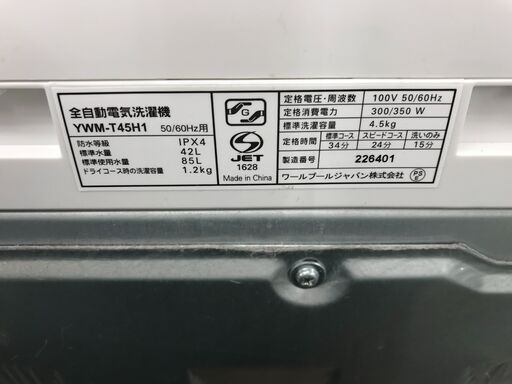 全自動電気洗濯機
YWM-T45H1 50/60Hz用
防水等級 IPX4
標準水量 42L
標準使用水量 85L
ドライコース時の洗濯容量 1.2kg
G
JET
1628
Made in China
定格電圧・周波数 100V 50/60Hz
定格消費電力 300/350 W
標準洗濯容量 4.5kg
標準コース スピードコース 洗いのみ
34分 24分 15分
製造番号 226401
ワールプールジャパン株式会社
PS
E